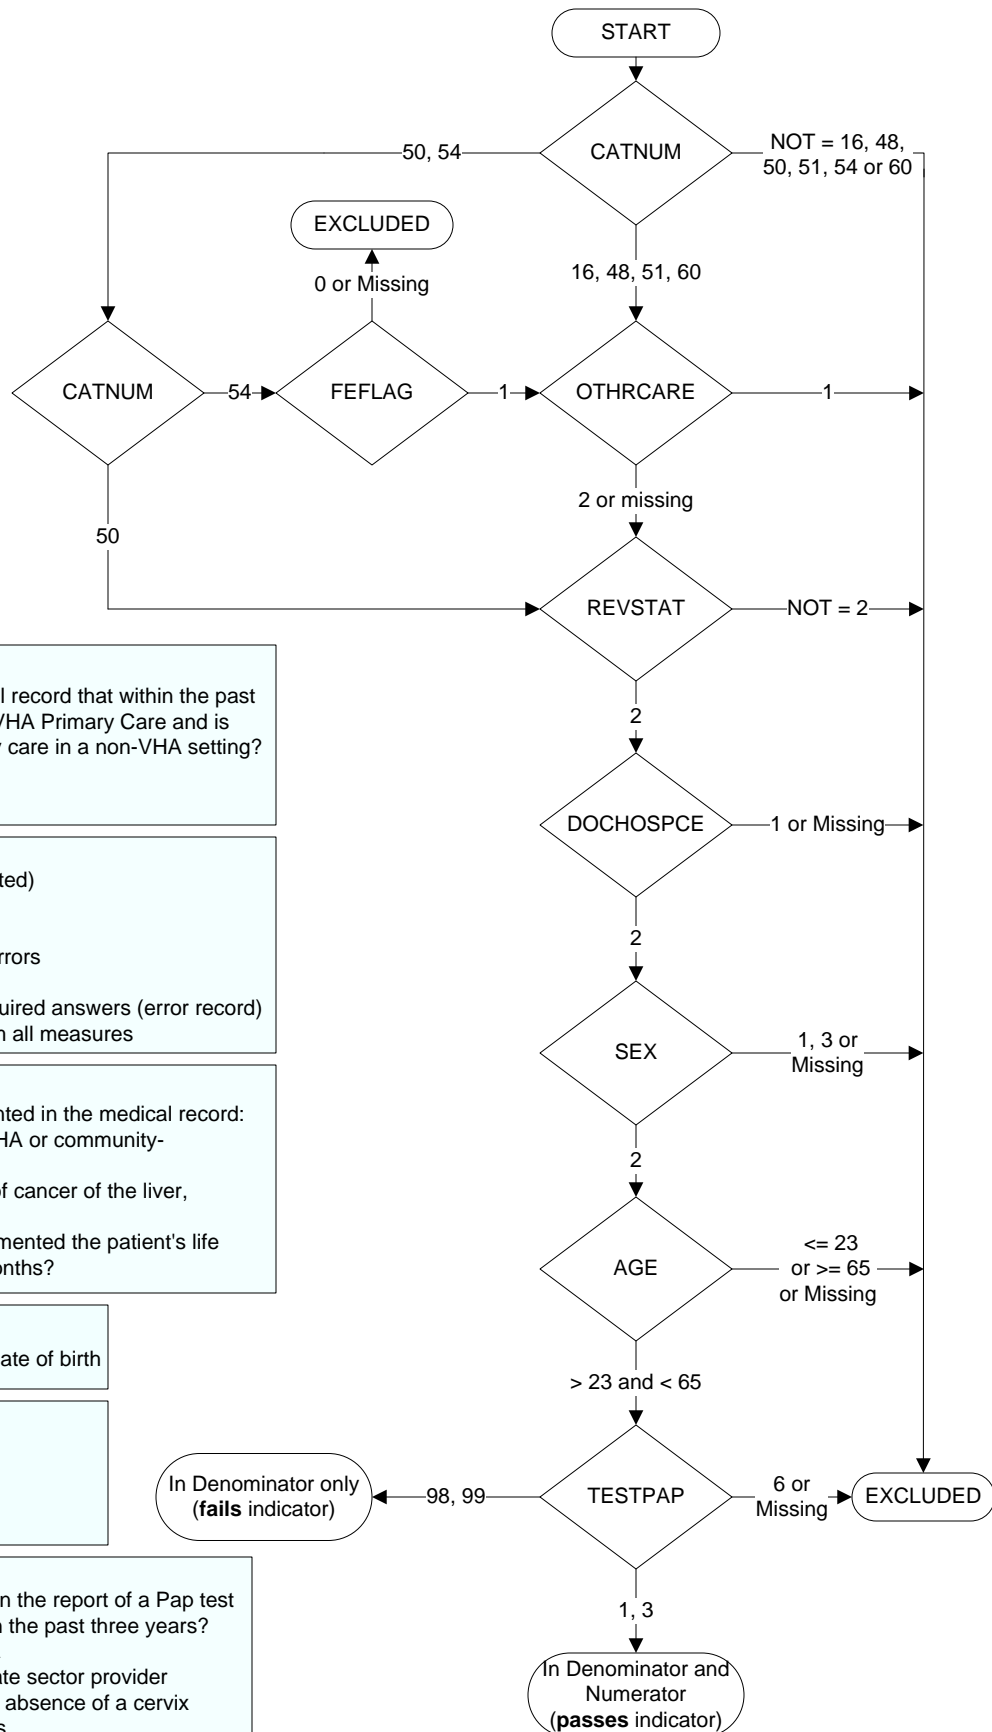 START
CATNUM
50, 54
NOT = 16, 48,
50, 51, 54 or 60
EXCLUDED
0 or Missing
16, 48, 51, 60
CATNUM
54
FEFLAG
1
OTHRCARE
1
2 or missing
50
REVSTAT
NOT = 2
2
DOCHOSPCE
1 or Missing
2
SEX
1, 3 or
Missing
2
AGE
<= 23
or >= 65
or Missing
> 23 and < 65
TESTPAP
98, 99
In Denominator only
(fails indicator)
6 or
Missing
EXCLUDED
1, 3
In Denominator and
Numerator
(passes indicator)
record that within the past
VHA Primary Care and is
care in a non-VHA setting?
ted)
rrors
uired answers (error record)
all measures
nted in the medical record:
HA or community-
of cancer of the liver,
mented the patient's life
onths?
ate of birth
n the report of a Pap test
the past three years?
ate sector provider
absence of a cervix